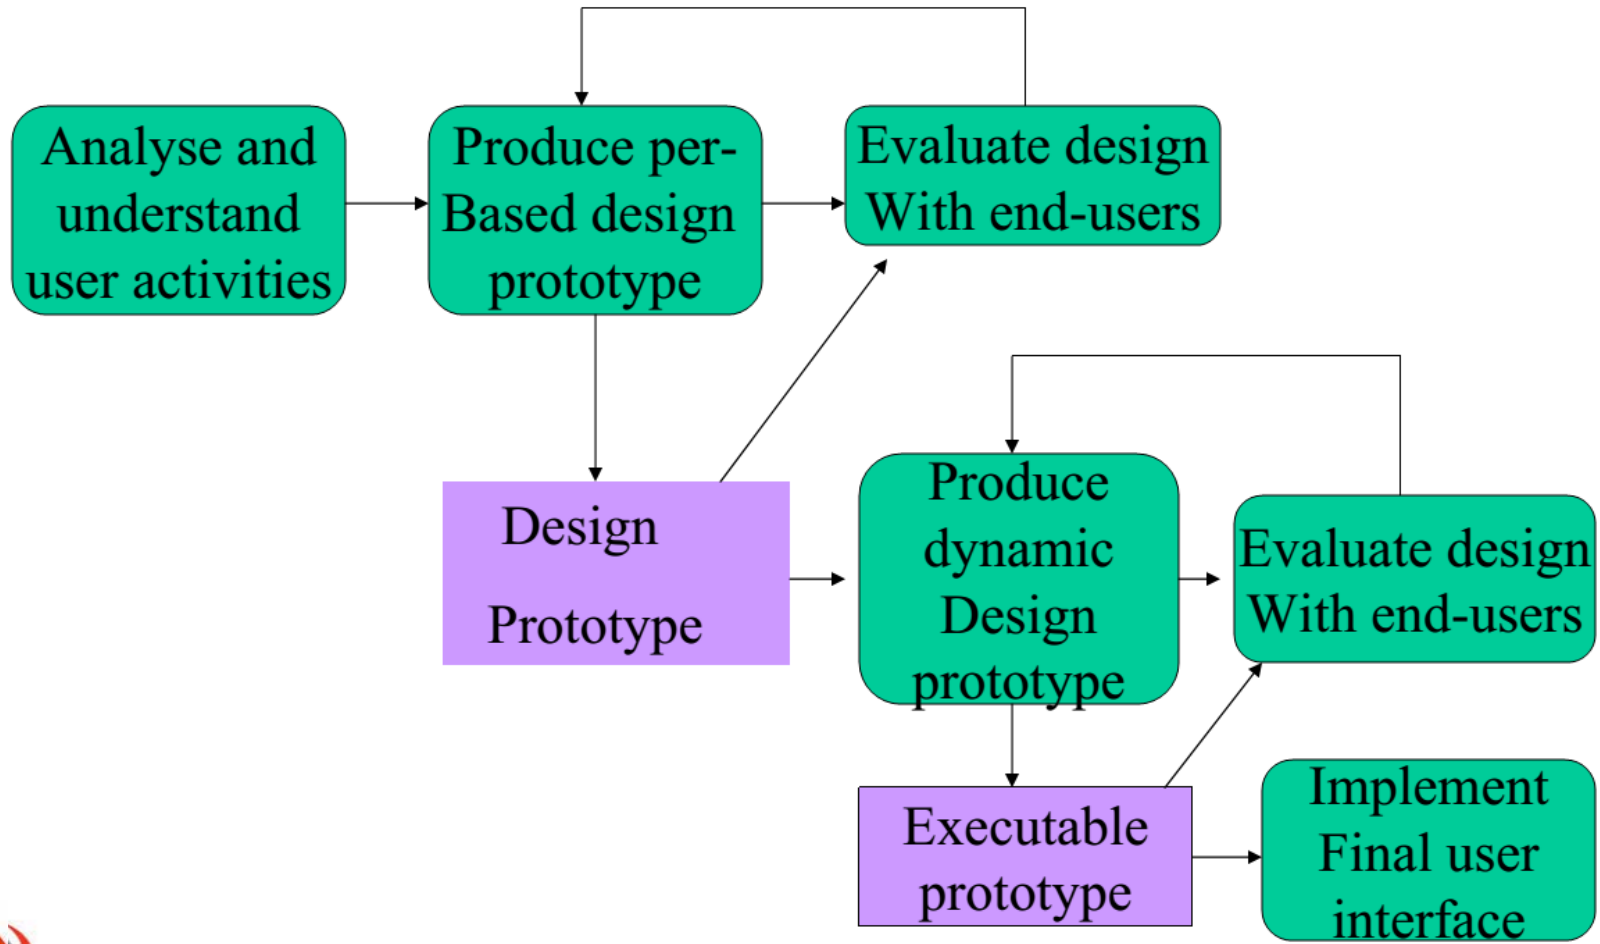 Analyse and
understand
user activities
Produce per-
Based design
prototype
Evaluate design
With end-users
Design
Prototype
Produce
dynamic
Design
prototype
Evaluate design
With end-users
Executable
prototype
Implement
Final user
interface